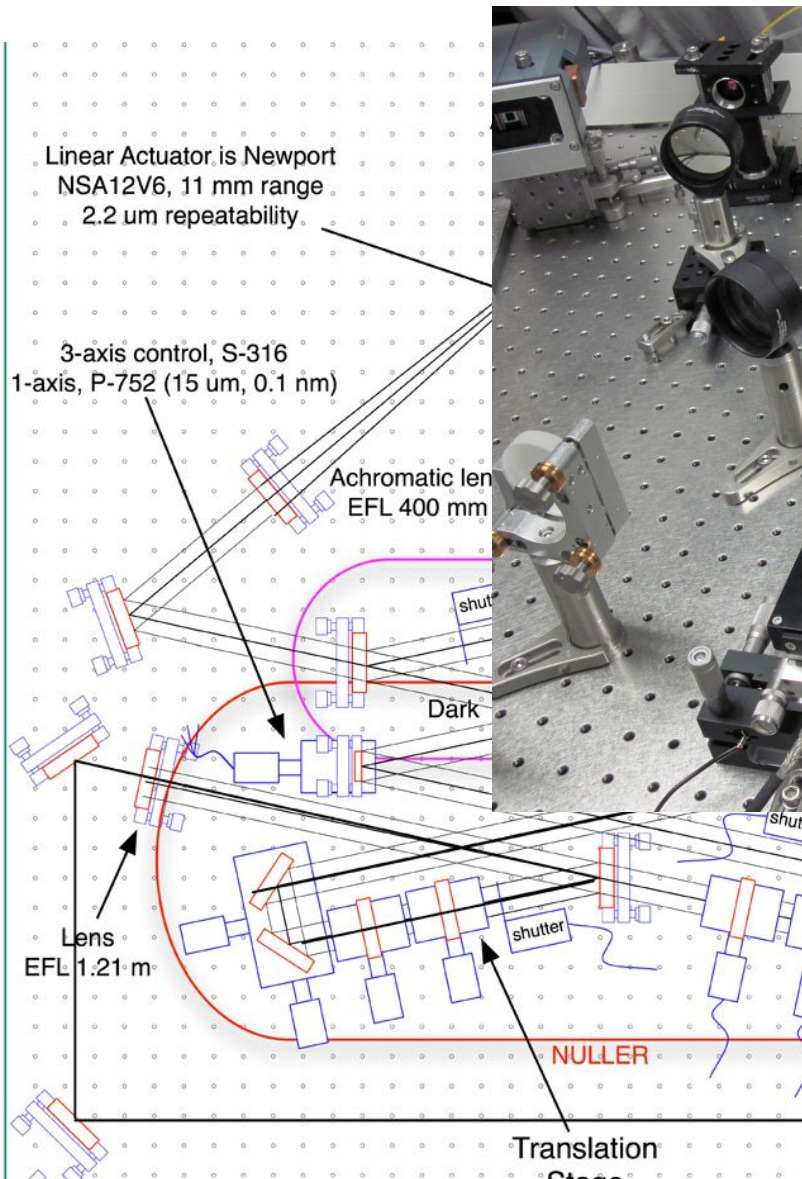 Linear Actuator is Newport
NSA12V6, 11 mm range
2.2 um repeatability
3-axis control, S-316
1-axis, P-752 (15 um, 0.1 nm)
Achromatic len
EFL 400 mm
shut
Dark
shut
Lens
EFL 1.21 m
shutter
NULLER
Translation
Stage